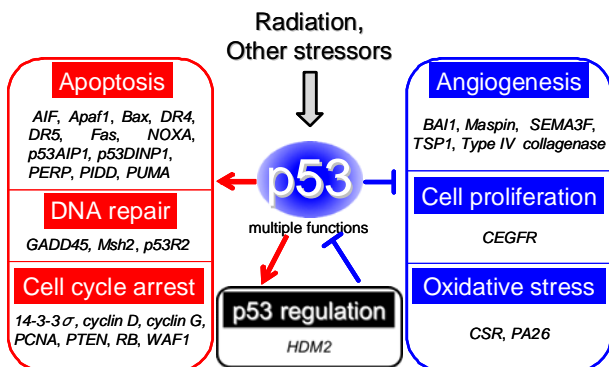 Radiation,
Other stressors
Apoptosis
AIF, Apaf1, Bax, DR4,
DR5, Fas, NOXA,
p53AIP1, p53DINP1,
PERP, PIDD, PUMA
DNA repair
GADD45, Msh2, p53R2
Cell cycle arrest
14-3-3σ, cyclin D, cyclin G,
PCNA, PTEN, RB, WAF1
p53
multiple functions
p53 regulation
HDM2
Angiogenesis
BAI1, Maspin, SEMA3F,
TSP1, Type IV collagenase
Cell proliferation
CEGFR
Oxidative stress
CSR, PA26